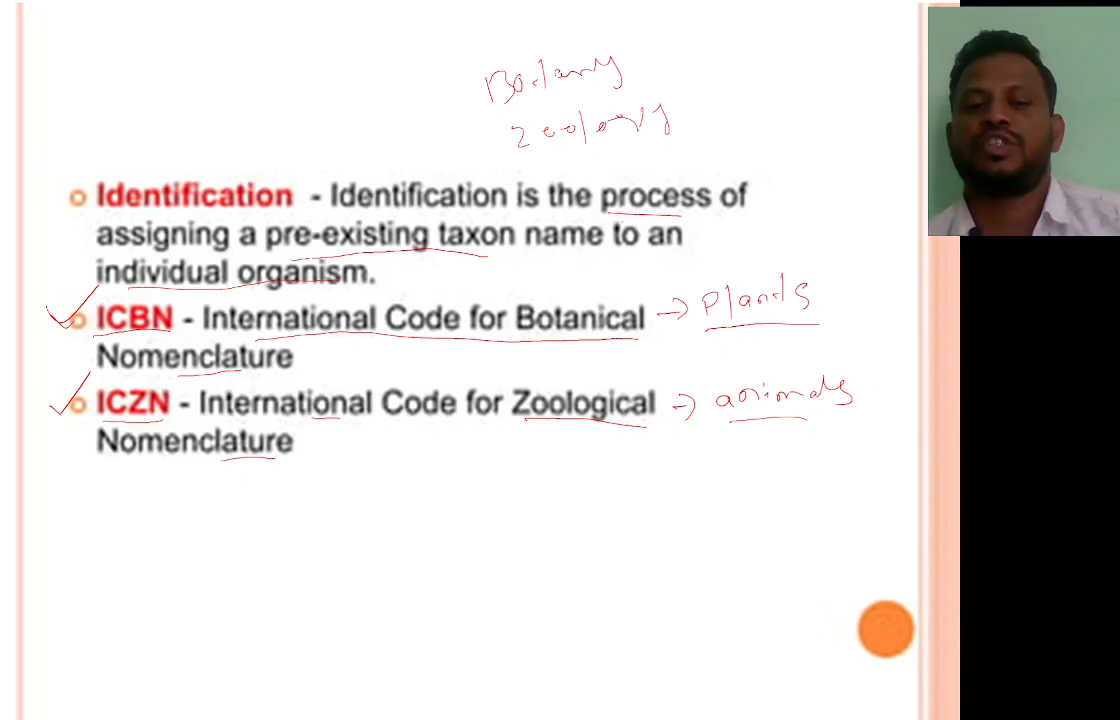 Botany
Zoology
Identification - Identification is the process of
assigning a pre-existing taxon name to an
individual organism.
ICBN - International Code for Botanical → Plants
Nomenclature
ICZN - International Code for Zoological → animals
Nomenclature